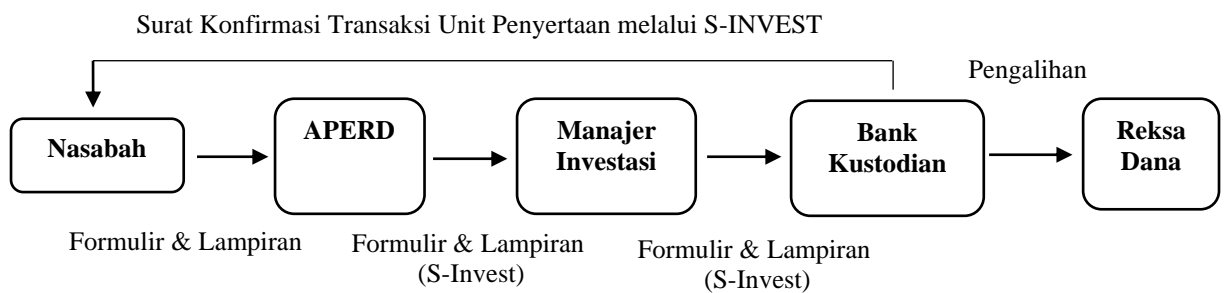 Surat Konfirmasi Transaksi Unit Penyertaan melalui S-INVEST
Pengalihan
Nasabah
APERD
Manajer
Investasi
Bank
Kustodian
Reksa
Dana
Formulir & Lampiran
Formulir & Lampiran
(S-Invest)
Formulir & Lampiran
(S-Invest)